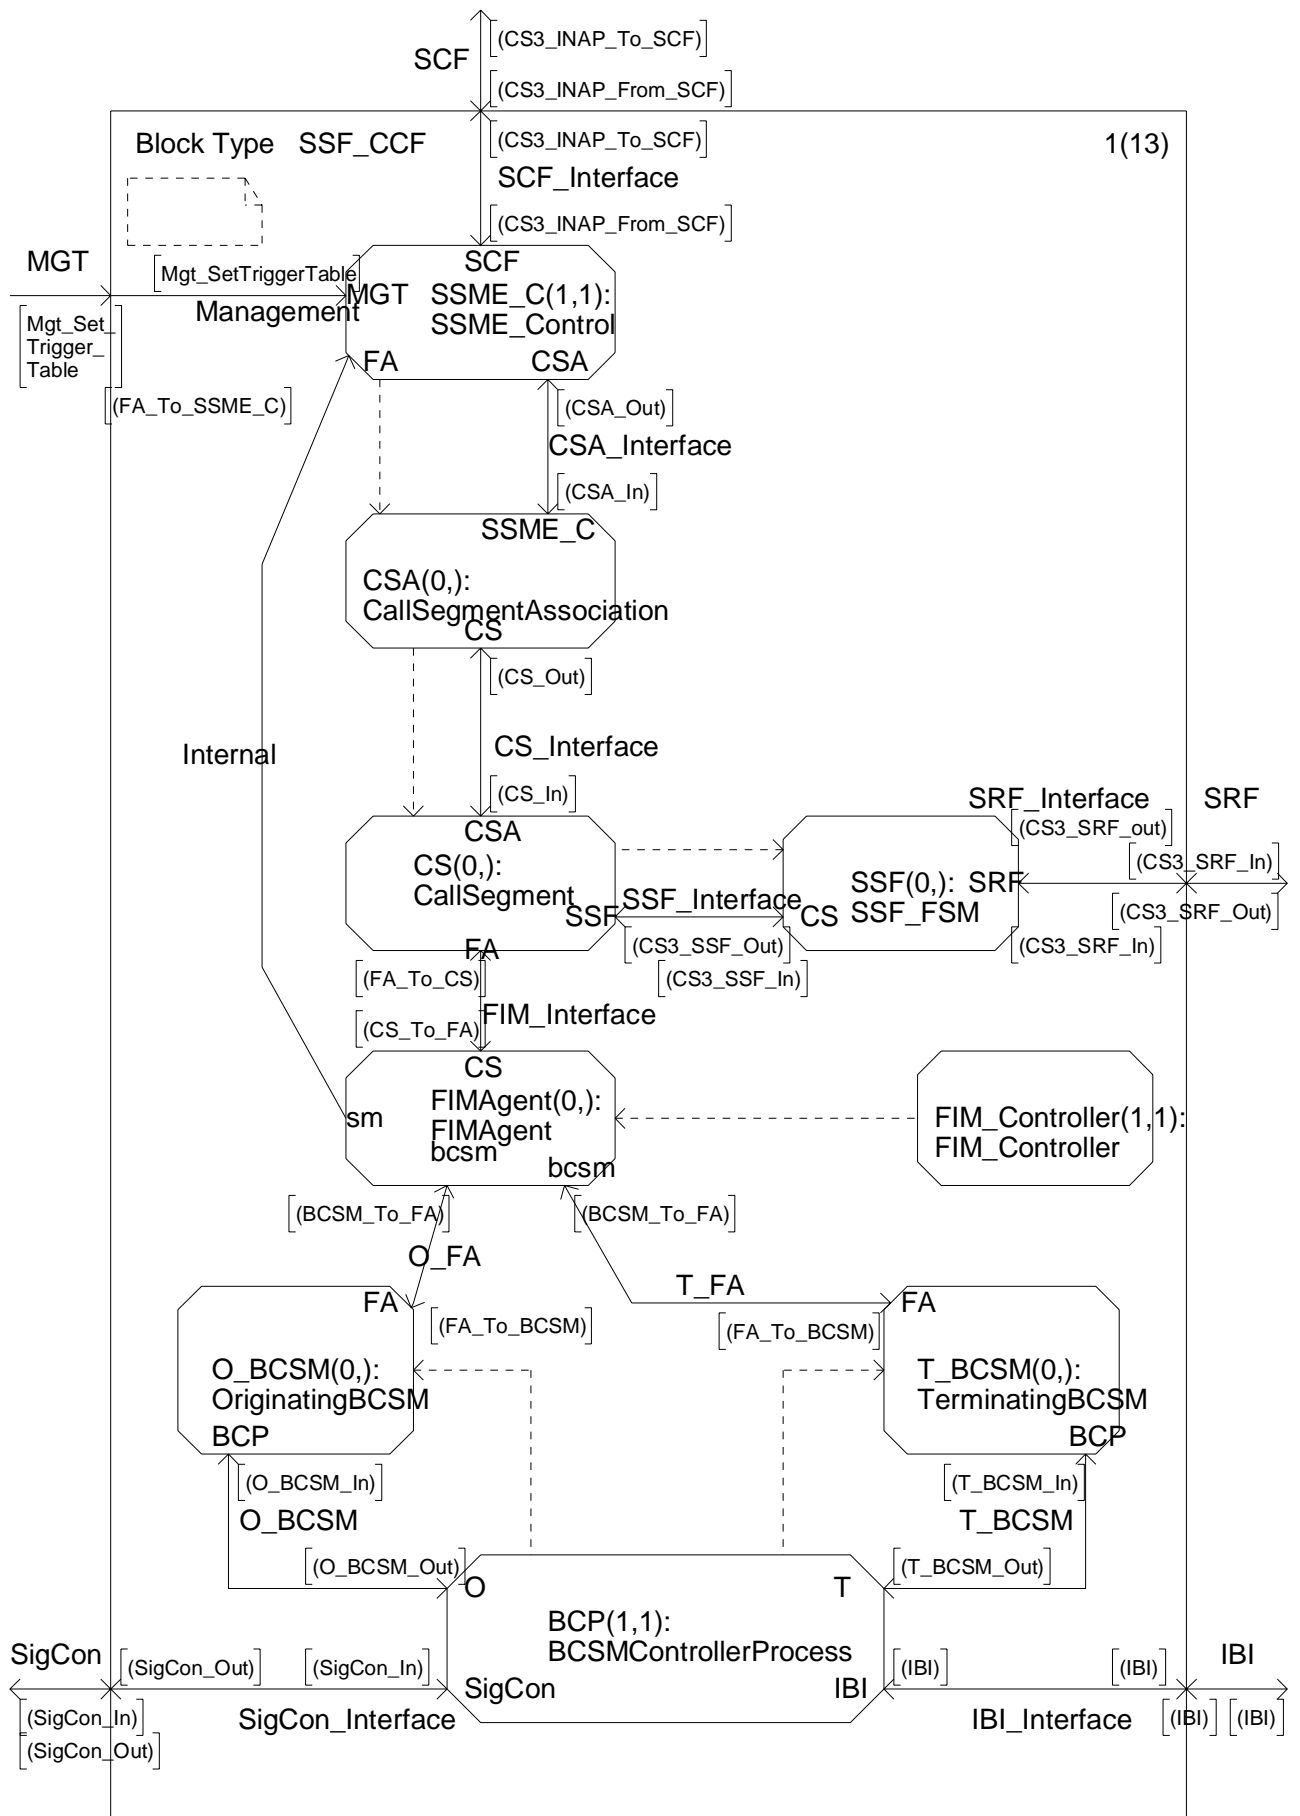 (CS3_INAP_To_SCF)
SCF
(CS3_INAP_From_SCF)
Block Type SSF_CCF
(CS3_INAP_To_SCF)
1(13)
SCF_Interface
(CS3_INAP_From_SCF)
MGT
Mgt_SetTriggerTable
Management
Mgt_Set_
Trigger_
Table
SCF
MGT
SSME_C(1,1):
SSME_Control
FA
CSA
(FA_To_SSME_C)
(CSA_Out)
CSA_Interface
(CSA_In)
SSME_C
CSA(0,):
CallSegmentAssociation
CS
(CS_Out)
Internal
CS_Interface
(CS_In)
CSA
CS(0,):
CallSegment
SSF
FA
SSF_Interface
(CS3_SSF_Out)
(CS3_SSF_In)
SRF_Interface
SRF
(CS3_SRF_out)
(CS3_SRF_In)
SSF(0,):
SSF_FSM
SRF
CS
(CS3_SRF_Out)
(CS3_SRF_In)
(FA_To_CS)
FIM_Interface
(CS_To_FA)
CS
sm
FIMAgent(0,):
FIMAgent
bcsm
bcsm
FIM_Controller(1,1):
FIM_Controller
(BCSM_To_FA)
(BCSM_To_FA)
O_FA
T_FA
FA
(FA_To_BCSM)
(FA_To_BCSM)
FA
O_BCSM(0,):
OriginatingBCSM
BCP
T_BCSM(0,):
TerminatingBCSM
BCP
(O_BCSM_In)
O_BCSM
(O_BCSM_Out)
(T_BCSM_In)
T_BCSM
(T_BCSM_Out)
O
T
BCP(1,1):
BCSMControllerProcess
SigCon
IBI
SigCon
(SigCon_Out)
(SigCon_In)
(SigCon_In)
(SigCon_Out)
SigCon_Interface
(IBI)
(IBI)
IBI
IBI_Interface
(IBI)
(IBI)